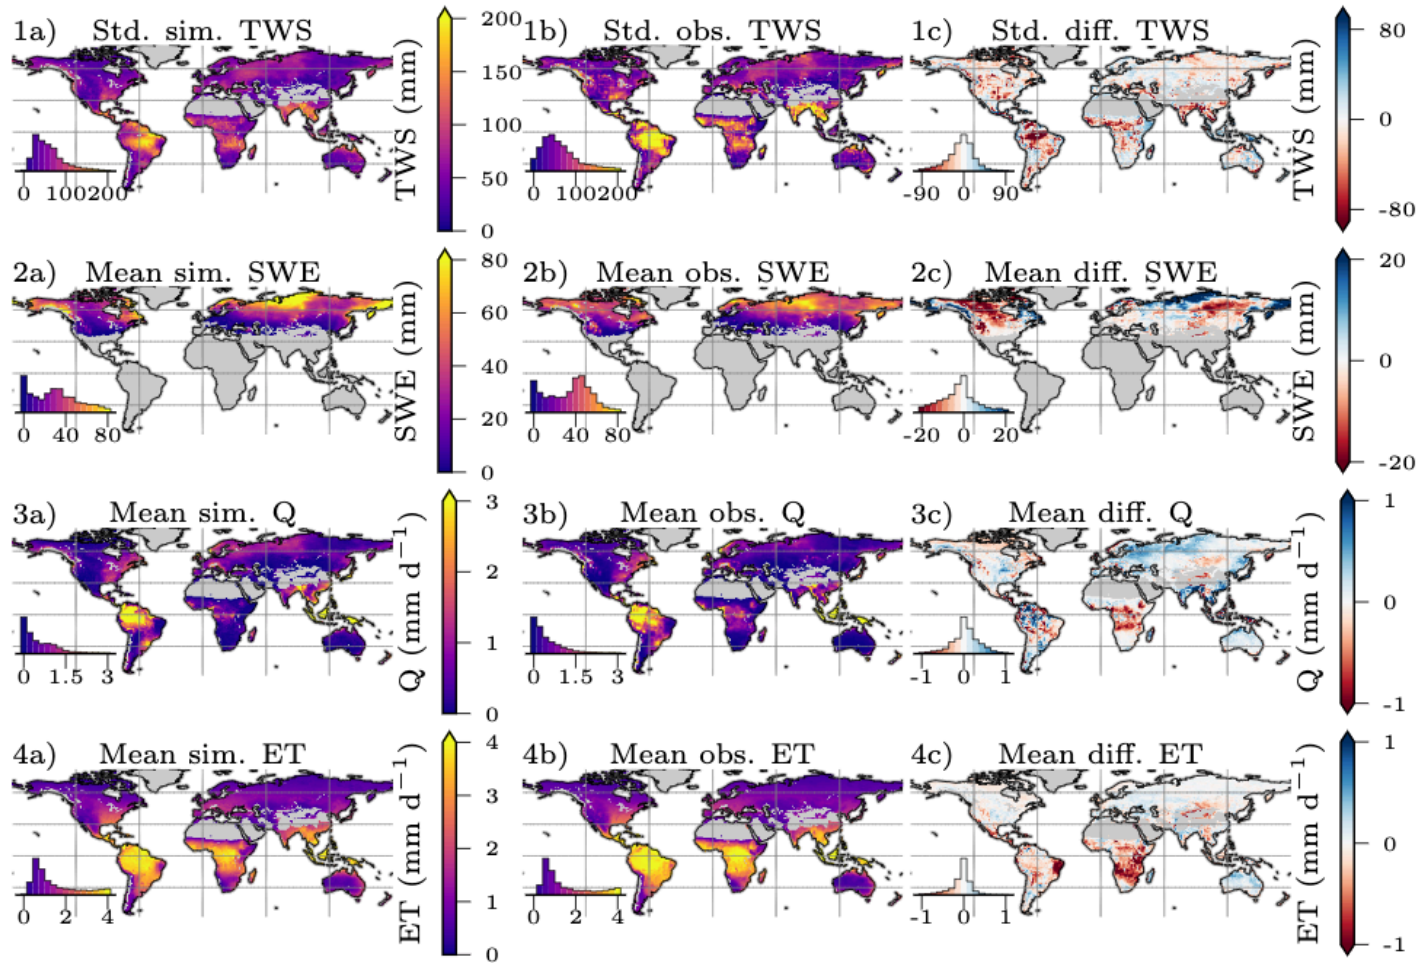 1a) Std. sim. TWS
0 100200
TWS (mm)
200
150
100
50
0
1b) Std. obs. TWS
0 100200
1c) Std. diff. TWS
-90 0 90
TWS (mm)
80
0
-80
2a) Mean sim. SWE
0 40 80
SWE (mm)
80
60
40
20
0
2b) Mean obs. SWE
0 40 80
2c) Mean diff. SWE
-20 0 20
SWE (mm)
20
0
-20
3a) Mean sim. Q
0 1.5 3
Q (mm d⁻¹)
3
2
1
0
3b) Mean obs. Q
0 1.5 3
3c) Mean diff. Q
-1 0 1
Q (mm d⁻¹)
1
0
-1
4a) Mean sim. ET
0 2 4
ET (mm d⁻¹)
4
3
2
1
0
4b) Mean obs. ET
0 2 4
4c) Mean diff. ET
-1 0 1
ET (mm d⁻¹)
1
0
-1